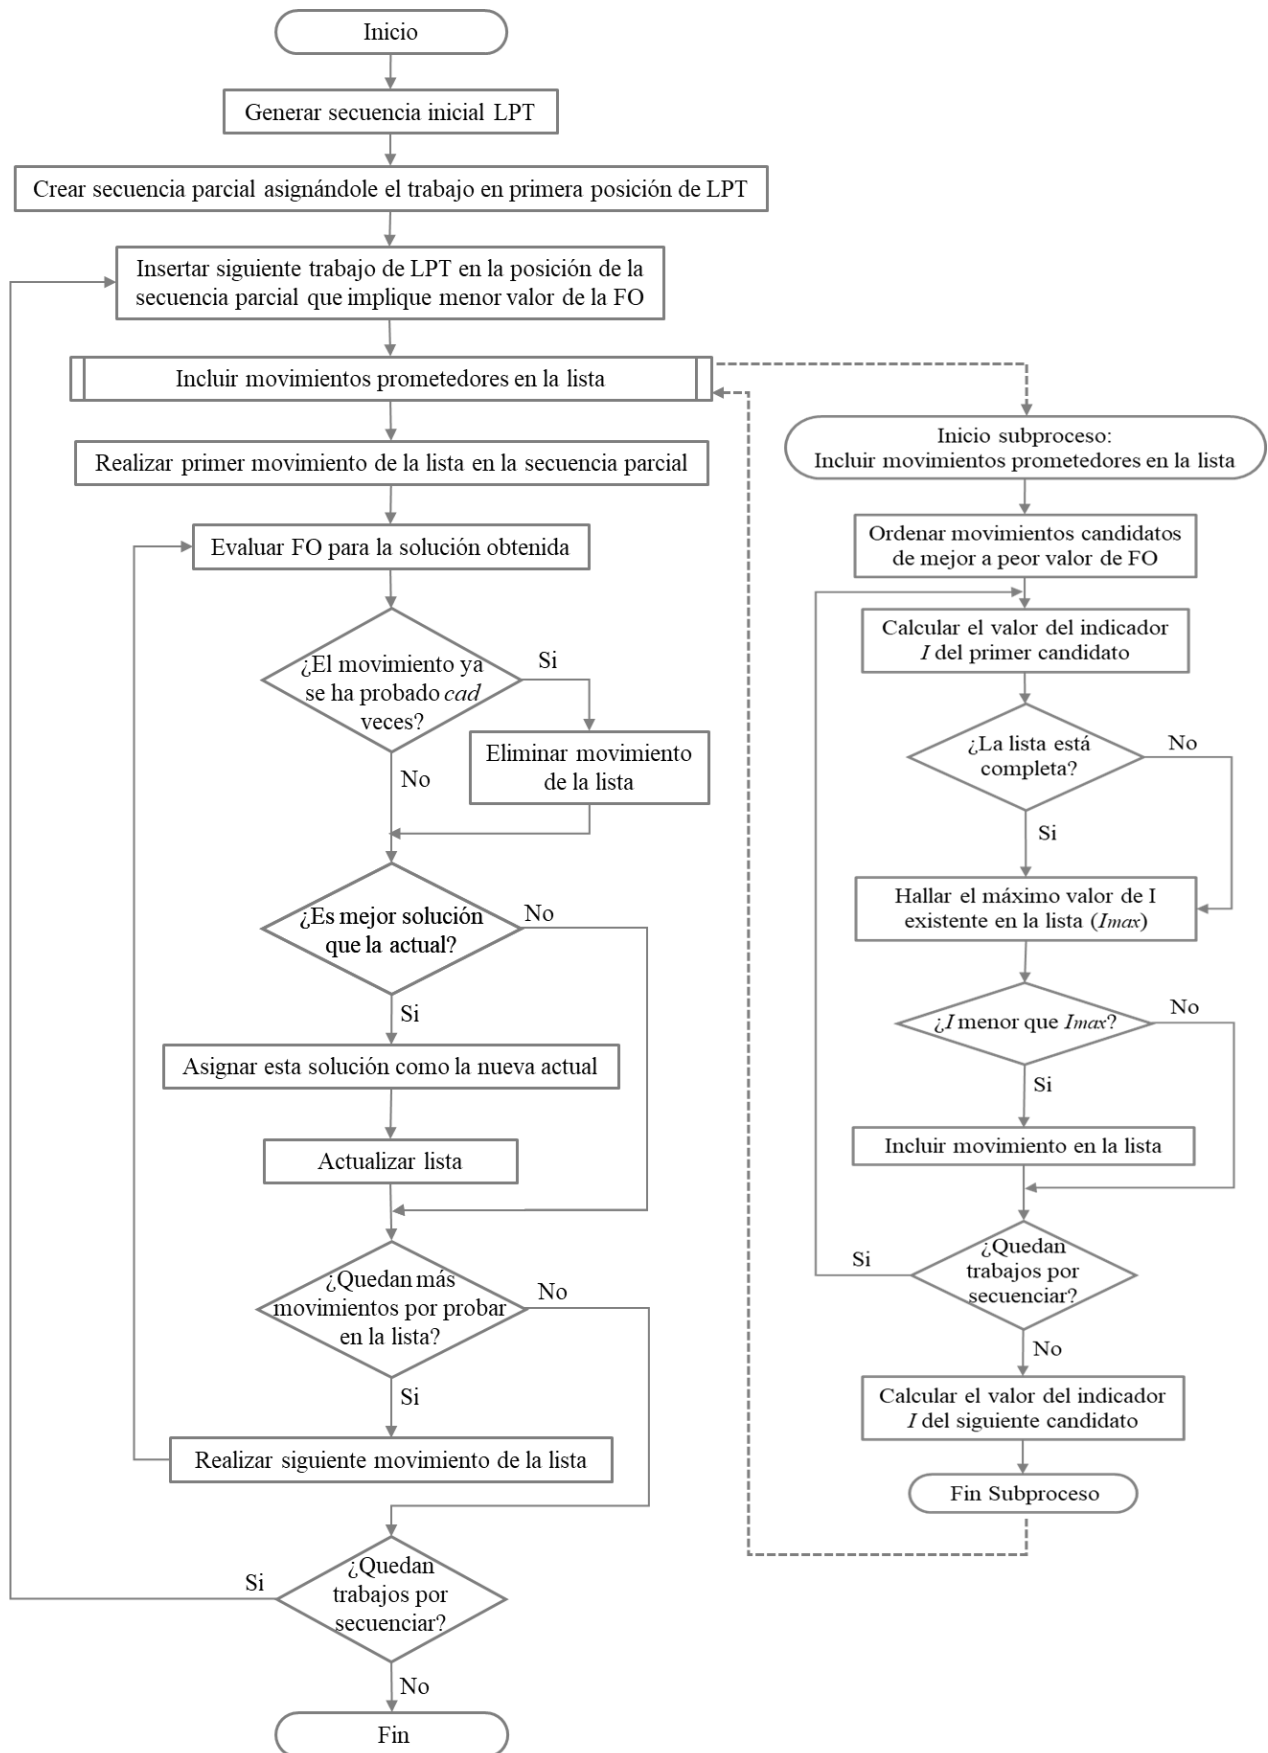 Inicio
Generar secuencia inicial LPT
Crear secuencia parcial asignándole el trabajo en primera posición de LPT
Insertar siguiente trabajo de LPT en la posición de la
secuencia parcial que implique menor valor de la FO
Incluir movimientos prometedores en la lista
Realizar primer movimiento de la lista en la secuencia parcial
Evaluar FO para la solución obtenida
¿El movimiento ya
se ha probado cad
veces?
Si
No
Eliminar movimiento
de la lista
¿Es mejor solución
que la actual?
No
Si
Asignar esta solución como la nueva actual
Actualizar lista
¿Quedan más
movimientos por probar
en la lista?
No
Si
Realizar siguiente movimiento de la lista
¿Quedan
trabajos por
secuenciar?
Si
No
Fin
Inicio subproceso:
Incluir movimientos prometedores en la lista
Ordenar movimientos candidatos
de mejor a peor valor de FO
Calcular el valor del indicador
I del primer candidato
¿La lista está
completa?
No
Si
Hallar el máximo valor de I
existente en la lista (Imax)
¿I menor que Imax?
No
Si
Incluir movimiento en la lista
¿Quedan
trabajos por
secuenciar?
Si
No
Calcular el valor del indicador
I del siguiente candidato
Fin Subproceso